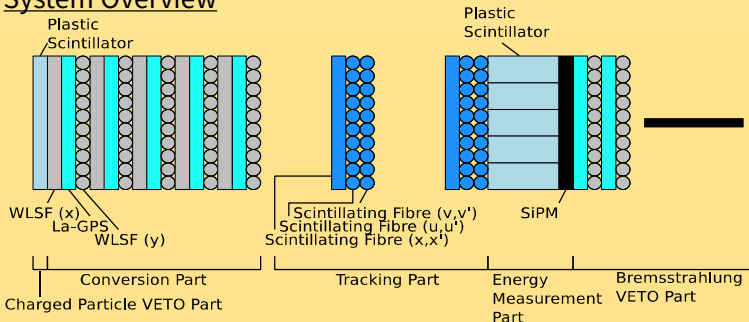 System Overview
Plastic
Scintillator
Plastic
Scintillator
WLSF (x)
La-GPS
WLSF (y)
Scintillating Fibre (v,v')
Scintillating Fibre (u,u')
Scintillating Fibre (x,x')
SiPM
Conversion Part
Tracking Part
Energy
Measurement
Part
Bremsstrahlung
VETO Part
Charged Particle VETO Part